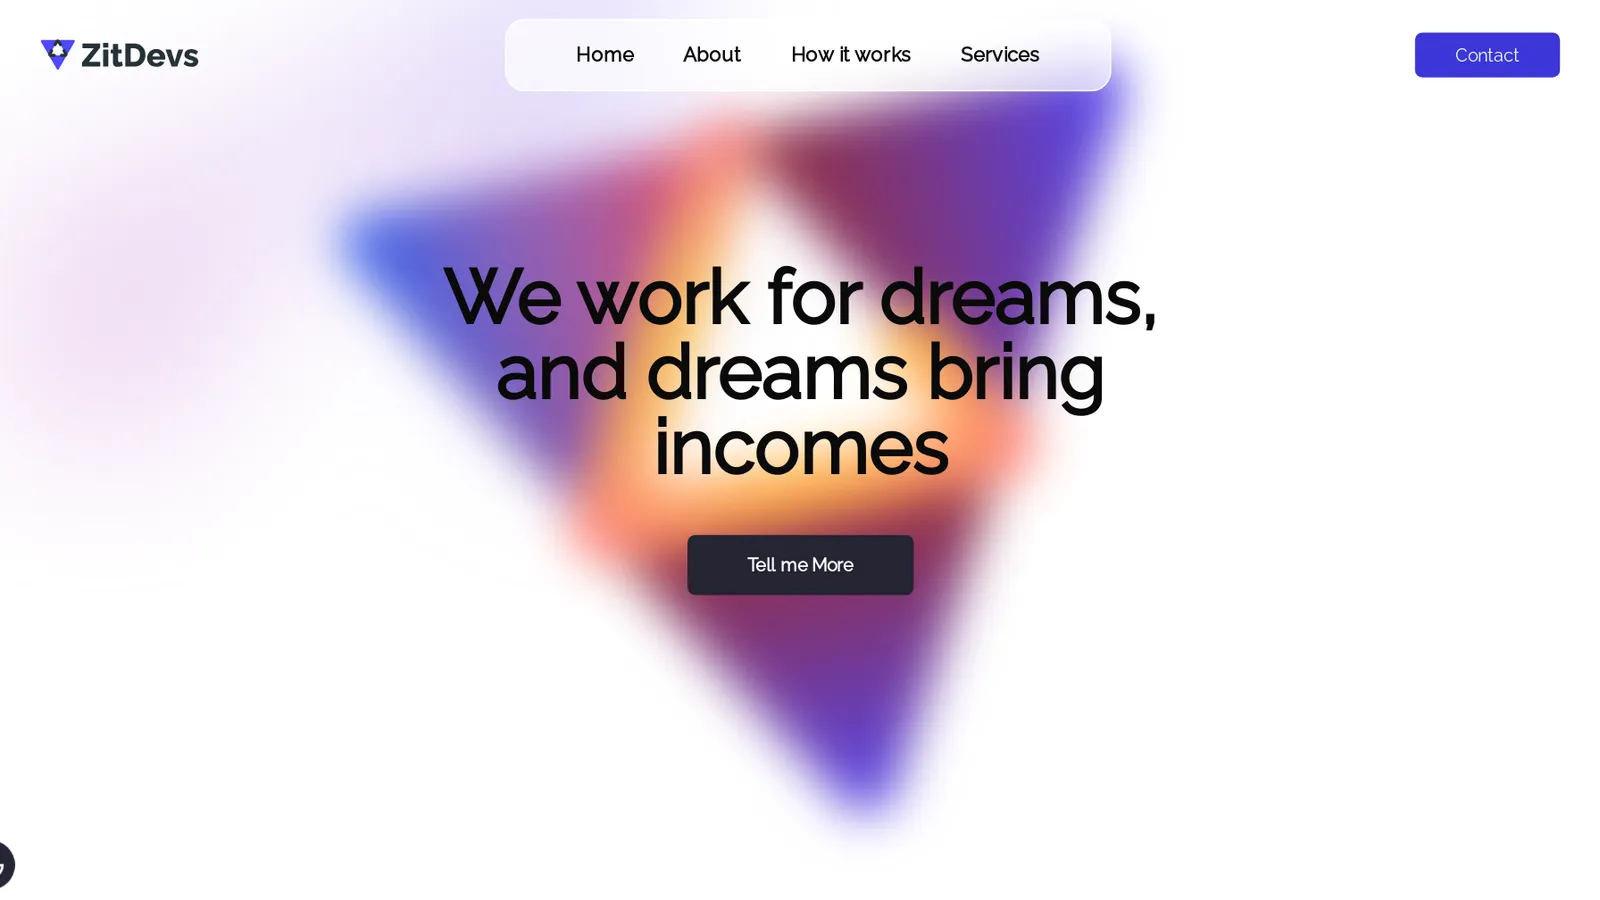 ZitDevs
Home
About
How it works
Services
Contact
We work for dreams,
and dreams bring
incomes
Tell me More